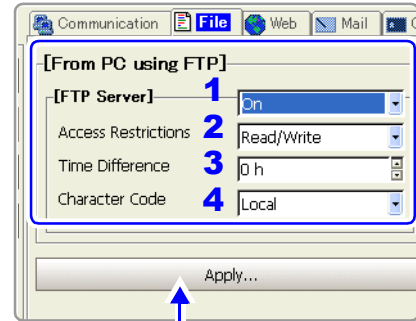 Communication File Web Mail
[From PC using FTP]
[FTP Server] 1 On
Access Restrictions 2 Read/Write
Time Difference 3 0 h
Character Code 4 Local
Apply...